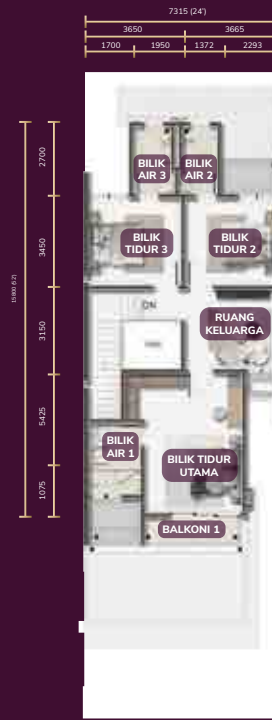 7315 (24')
3650 3665
1700 1950 1372 2293
BILIK
AIR 3
BILIK
AIR 2
2700
BILIK
TIDUR 3
BILIK
TIDUR 2
3450
DN
RUANG
KELUARGA
3150
5425
BILIK
AIR 1
BILIK TIDUR
UTAMA
1075
BALKONI 1